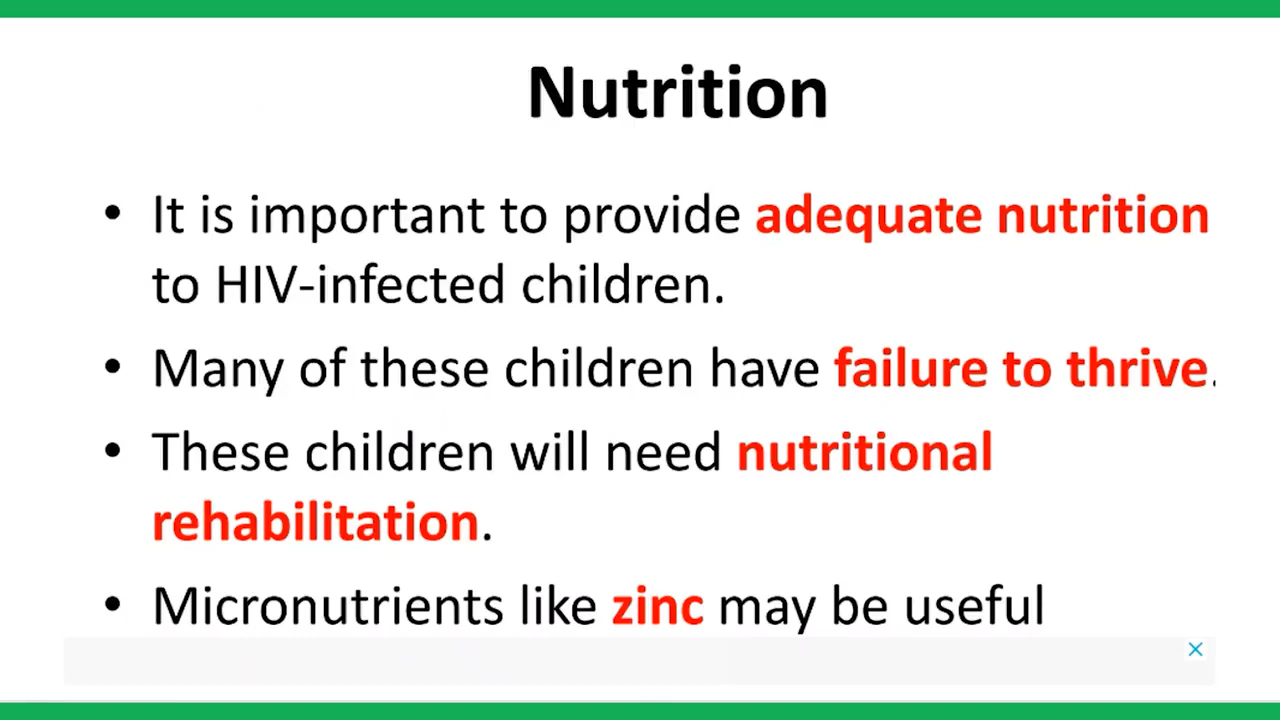 Nutrition
• It is important to provide adequate nutrition
to HIV-infected children.
• Many of these children have failure to thrive.
• These children will need nutritional
rehabilitation.
• Micronutrients like zinc may be useful